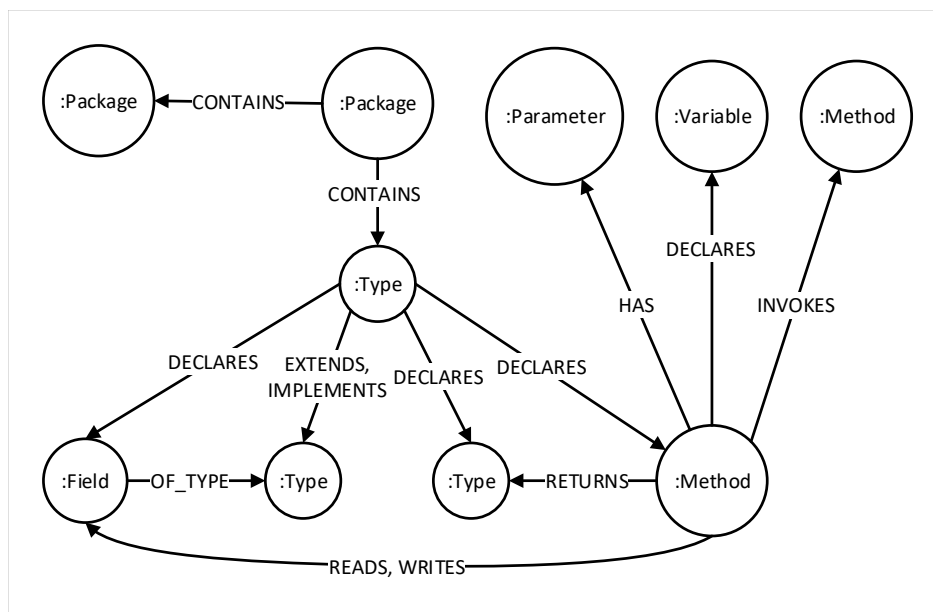 :Package
CONTAINS
:Package
:Parameter
:Variable
:Method
CONTAINS
DECLARES
:Type
HAS
INVOKES
DECLARES
EXTENDS,
IMPLEMENTS
DECLARES
DECLARES
:Field
OF_TYPE
:Type
:Type
RETURNS
:Method
READS, WRITES